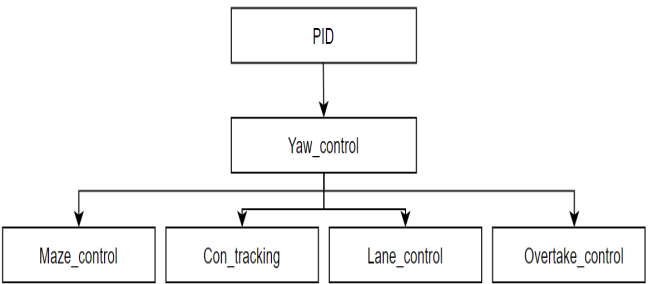 PID
Yaw_control
Maze_control
Con_tracking
Lane_control
Overtake_control